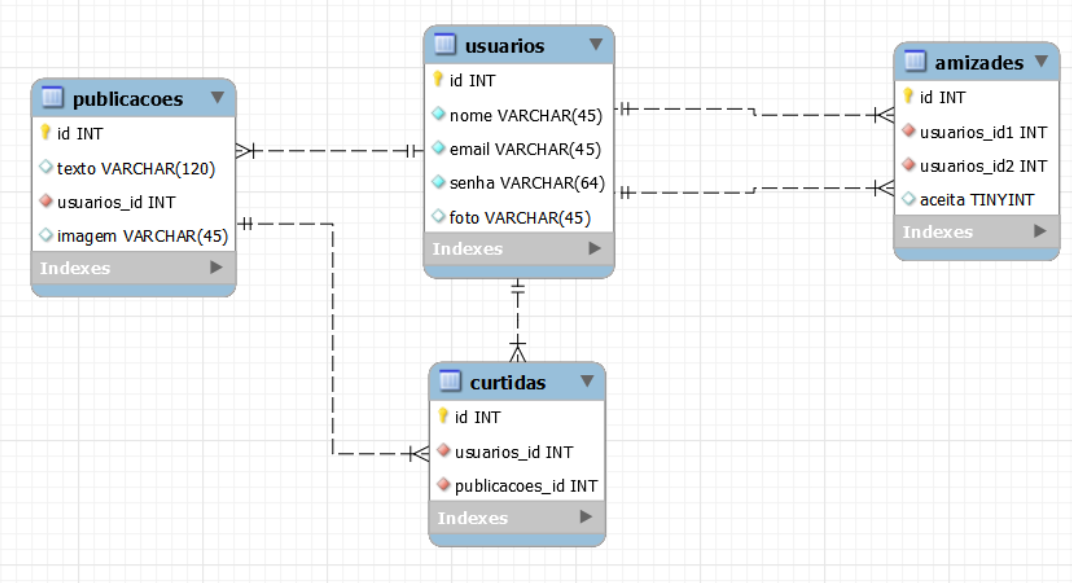 publicacoes
id INT
texto VARCHAR(120)
usuarios_id INT
imagem VARCHAR(45)
Indexes
usuarios
id INT
nome VARCHAR(45)
email VARCHAR(45)
senha VARCHAR(64)
foto VARCHAR(45)
Indexes
amizades
id INT
usuarios_id1 INT
usuarios_id2 INT
aceita TINYINT
Indexes
curtidas
id INT
usuarios_id INT
publicacoes_id INT
Indexes